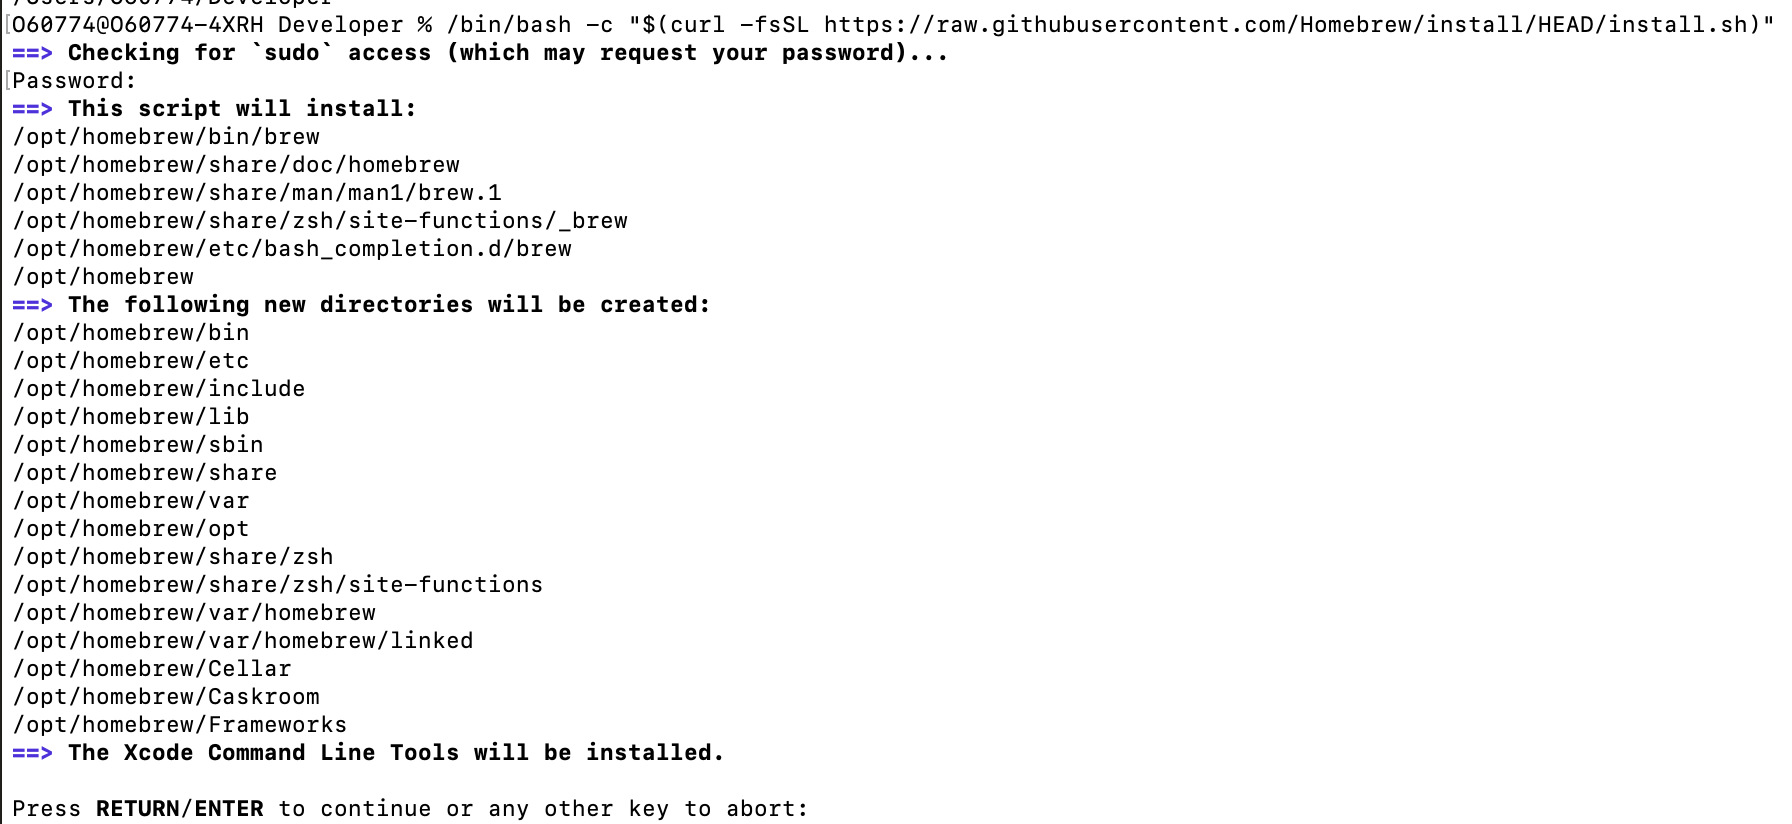 /Users/O60774/Developer
[O60774@O60774-4XRH Developer % /bin/bash -c "$(curl -fsSL https://raw.githubusercontent.com/Homebrew/install/HEAD/install.sh)"
==> Checking for `sudo` access (which may request your password)...
[Password:
==> This script will install:
/opt/homebrew/bin/brew
/opt/homebrew/share/doc/homebrew
/opt/homebrew/share/man/man1/brew.1
/opt/homebrew/share/zsh/site-functions/_brew
/opt/homebrew/etc/bash_completion.d/brew
/opt/homebrew
==> The following new directories will be created:
/opt/homebrew/bin
/opt/homebrew/etc
/opt/homebrew/include
/opt/homebrew/lib
/opt/homebrew/sbin
/opt/homebrew/share
/opt/homebrew/var
/opt/homebrew/opt
/opt/homebrew/share/zsh
/opt/homebrew/share/zsh/site-functions
/opt/homebrew/var/homebrew
/opt/homebrew/var/homebrew/linked
/opt/homebrew/Cellar
/opt/homebrew/Caskroom
/opt/homebrew/Frameworks
==> The Xcode Command Line Tools will be installed.
Press RETURN/ENTER to continue or any other key to abort: